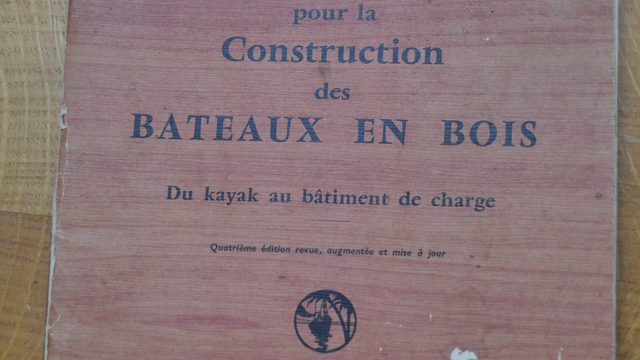 pour la
Construction
des
BATEAUX EN BOIS
Du kayak au bâtiment de charge
Quatrième édition revue, augmentée et mise à jour